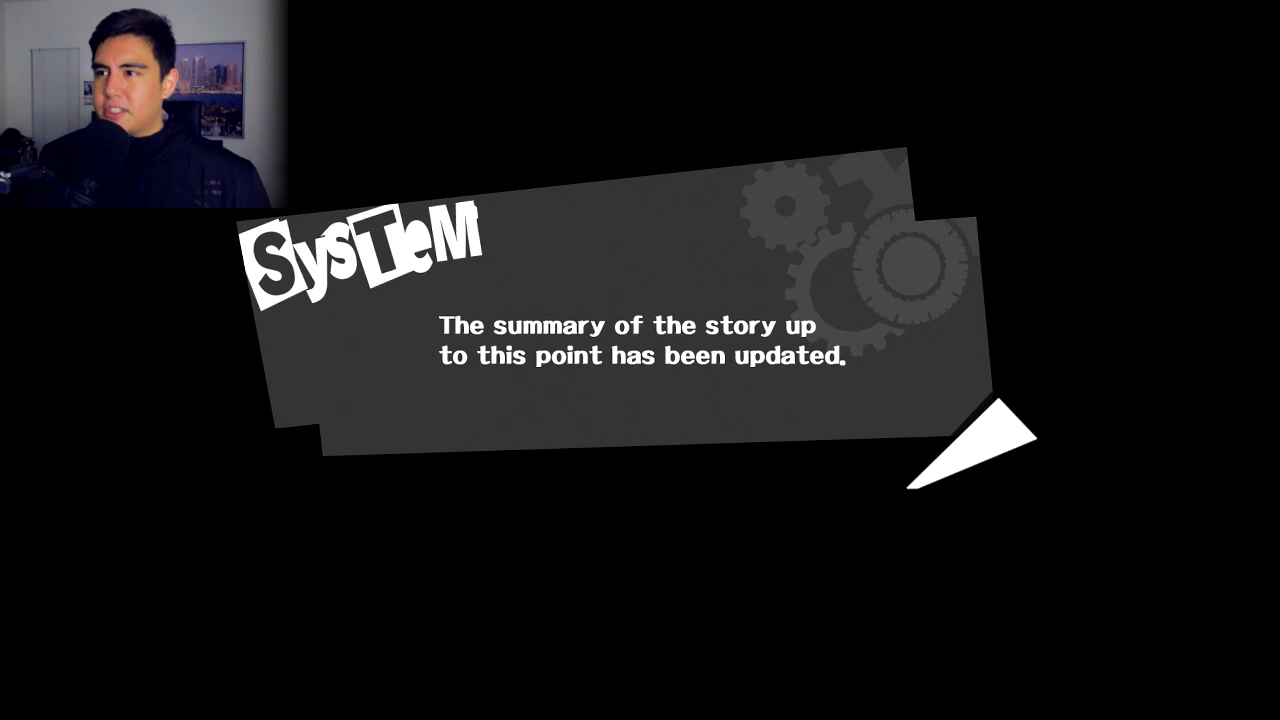 SysTeM
The summary of the story up
to this point has been updated.